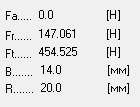 Fa..... 0.0 [Н]
Fr...... 147.061 [Н]
Ft...... 454.525 [Н]
B....... 14.0 [мм]
R....... 20.0 [мм]